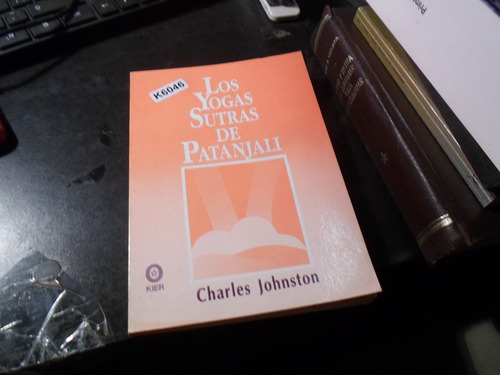 K6046
LOS
YOGAS
SUTRAS
DE
PATANJALI
KIER
Charles Johnston